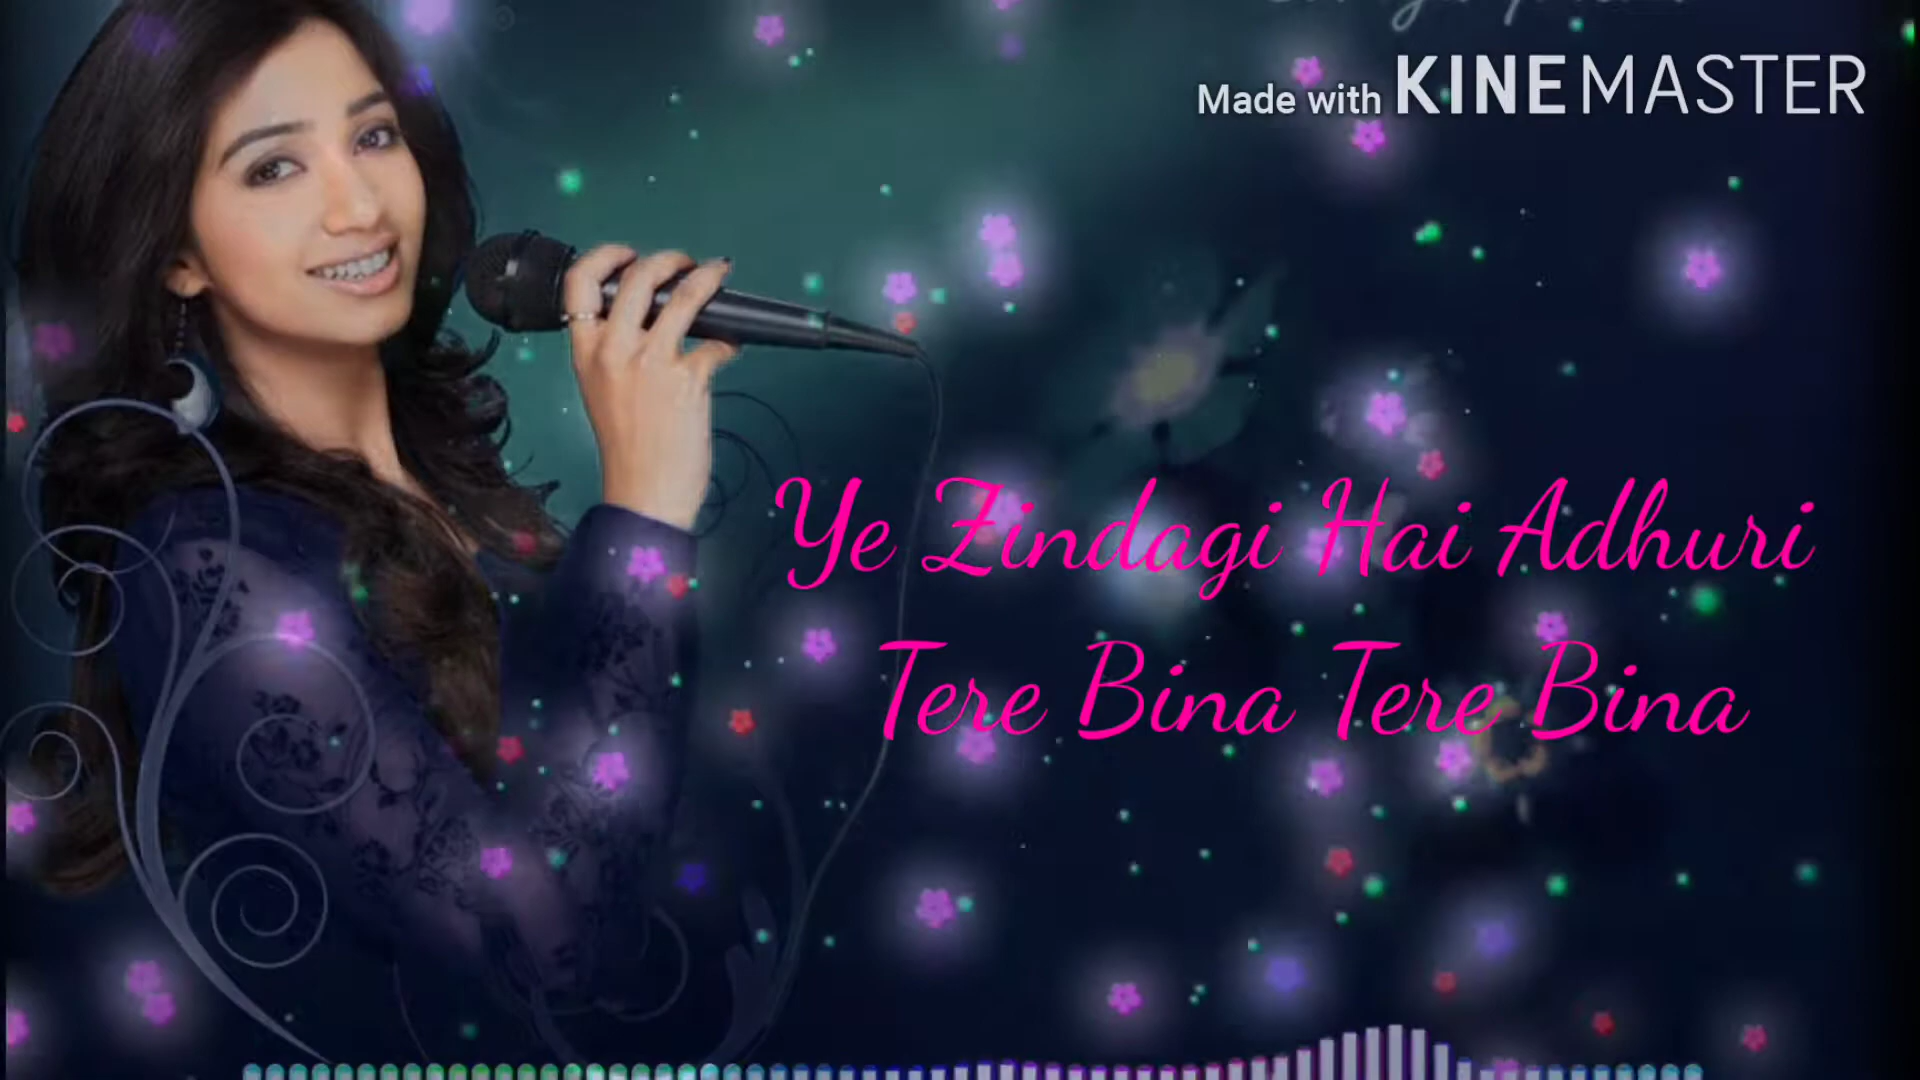 Made with KINEMASTER
Ye Zindagi Hai Adhuri
Tere Bina Tere Bina